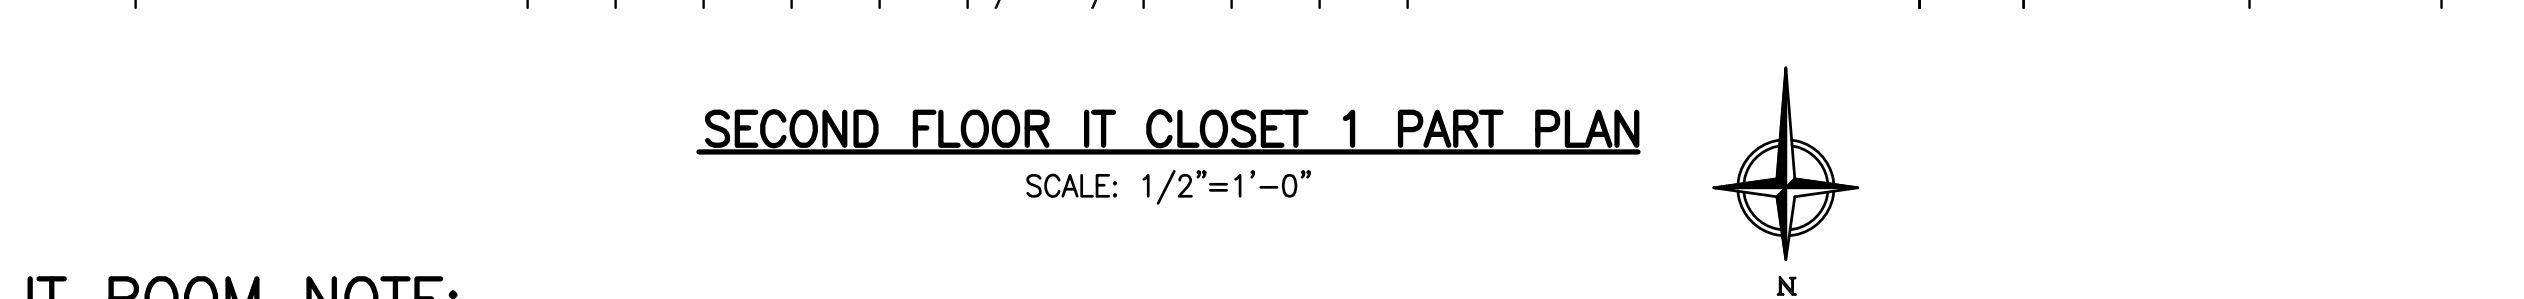 SECOND FLOOR IT CLOSET 1 PART PLAN
SCALE: 1/2"=1'-0"
N
IT ROOM NOTE: